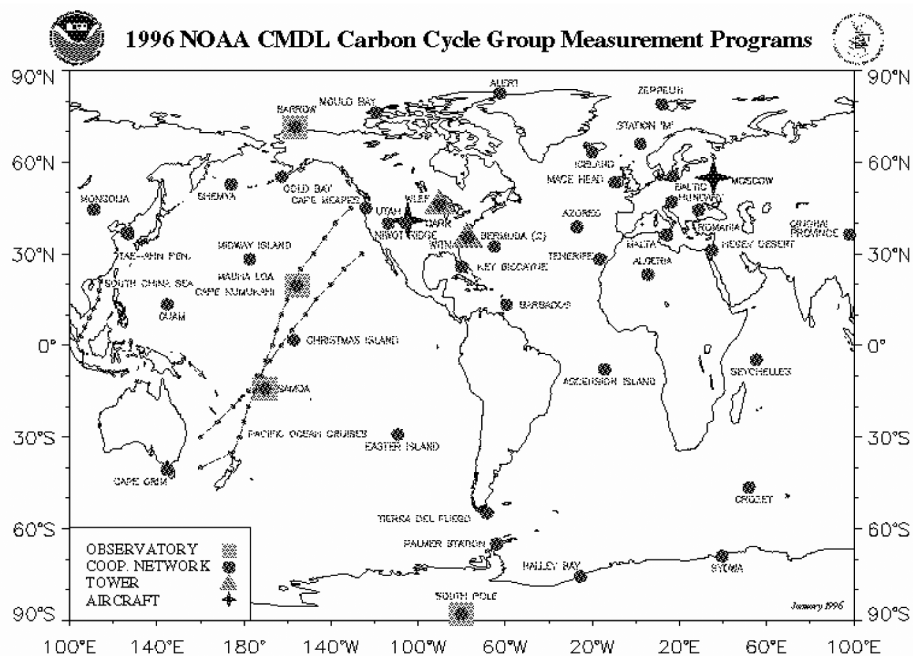 1996 NOAA CMDL Carbon Cycle Group Measurement Programs
90°N 90°N
ALERT
ZEPPELIN
MOULD BAY
BARROW
STATION "M"
60°N 60°N
ICELAND
MACE HEAD
BALTIC
MOSCOW
COLD BAY
SHEMYA
CAPE MEARES
MONGOLIA
HUNGARY
UTAH
AZORES
NIWOT RIDGE
BERMUDA (2)
ROMANIA
QINGHAI
PROVINCE
MIDWAY ISLAND
TAE-AHN PEN.
MALTA
NEGEV DESERT
30°N 30°N
TENERIFE
ALGERIA
KEY BISCAYNE
MAUNA LOA
SOUTH CHINA SEA
CAPE KUMUKAHI
GUAM
BARBADOS
0° 0°
CHRISTMAS ISLAND
SEYCHELLES
ASCENSION ISLAND
SAMOA
PACIFIC OCEAN CRUISES
30°S 30°S
EASTER ISLAND
CAPE GRIM
CROZET
TIERRA DEL FUEGO
60°S 60°S
PALMER STATION
HALLEY BAY
SYOWA
OBSERVATORY
COOP. NETWORK
TOWER
AIRCRAFT
SOUTH POLE
January 1996
90°S 90°S
100°E 140°E 180° 140°W 100°W 60°W 20°W 20°E 60°E 100°E